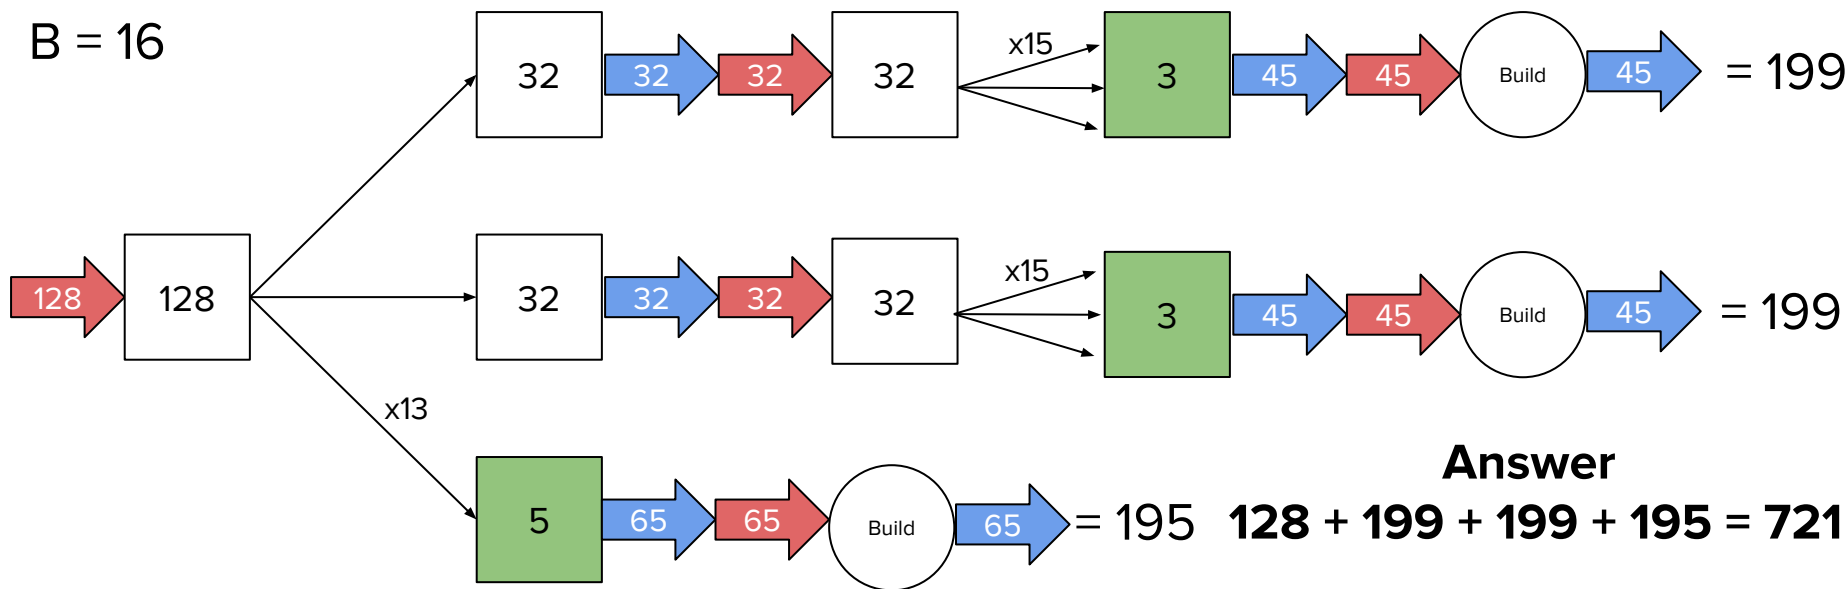 B = 16
32 32 32 32 x15 3 45 45 Build 45 = 199
128 128 32 32 32 32 x15 3 45 45 Build 45 = 199
x13
5 65 65 Build 65 = 195
Answer
128 + 199 + 199 + 195 = 721